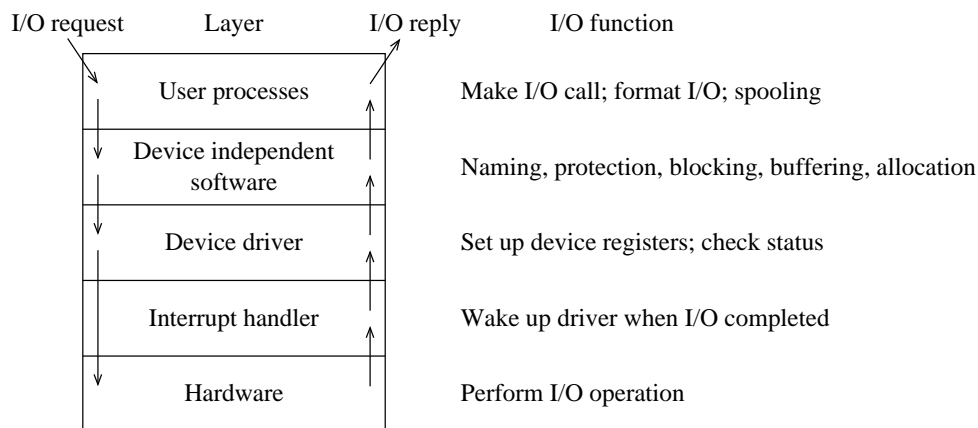 I/O request Layer I/O reply I/O function
User processes Make I/O call; format I/O; spooling
Device independent
software
Naming, protection, blocking, buffering, allocation
Device driver Set up device registers; check status
Interrupt handler Wake up driver when I/O completed
Hardware Perform I/O operation